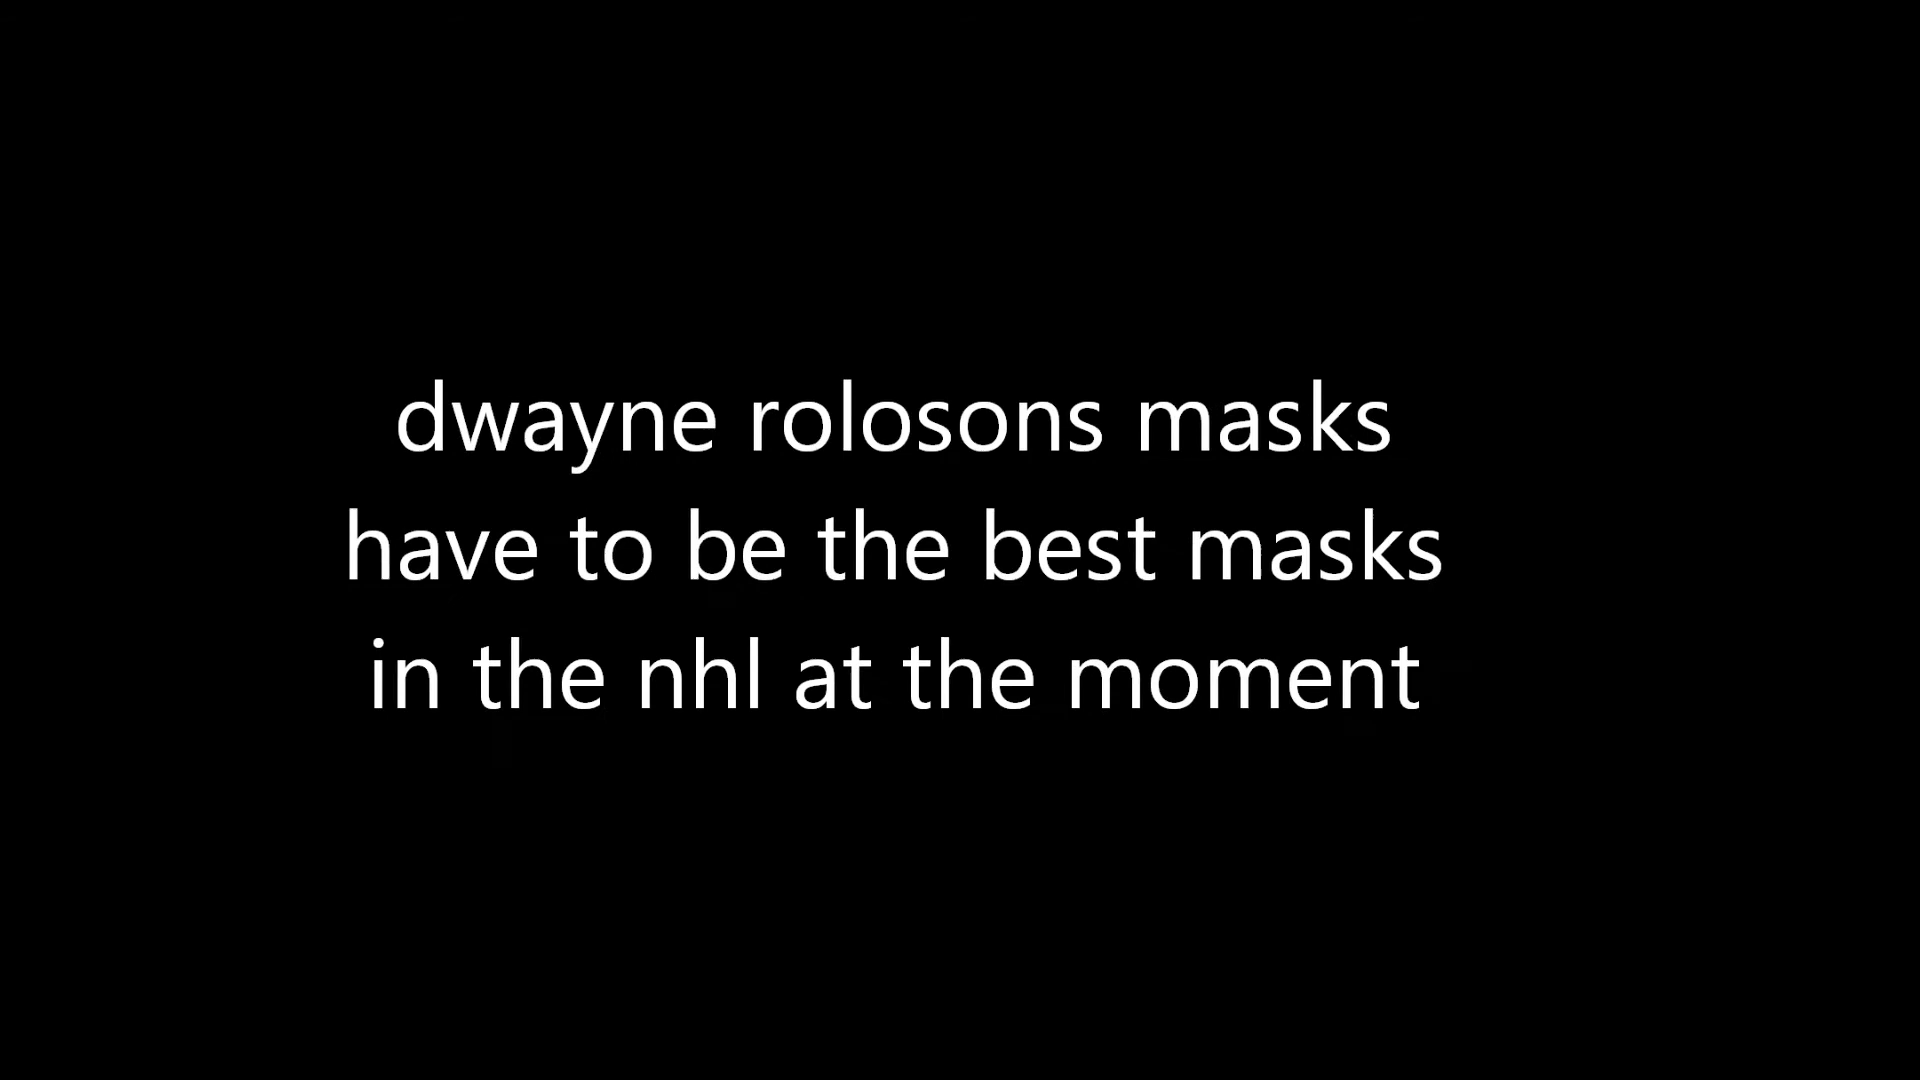 dwayne rolosons masks
have to be the best masks
in the nhl at the moment